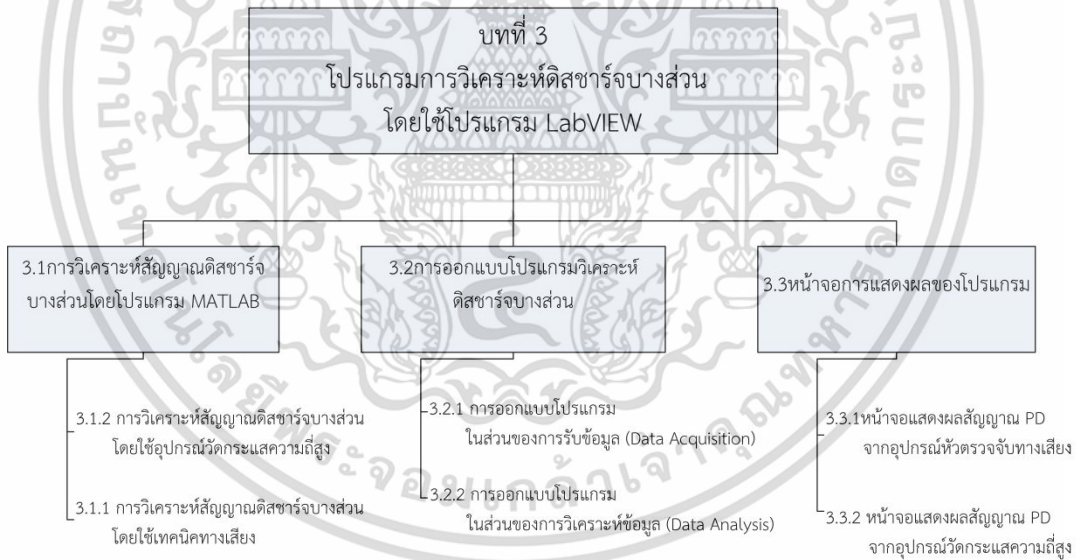 บทที่ 3
โปรแกรมการวิเคราะห์ดิสชาร์จบางส่วน
โดยใช้โปรแกรม LabVIEW
3.1การวิเคราะห์สัญญาณดิสชาร์จ
บางส่วนโดยโปรแกรม MATLAB
3.1.2 การวิเคราะห์สัญญาณดิสชาร์จบางส่วน
โดยใช้อุปกรณ์วัดกระแสความถี่สูง
3.1.1 การวิเคราะห์สัญญาณดิสชาร์จบางส่วน
โดยใช้เทคนิคทางเสียง
3.2การออกแบบโปรแกรมวิเคราะห์
ดิสชาร์จบางส่วน
3.2.1 การออกแบบโปรแกรม
ในส่วนของการรับข้อมูล (Data Acquisition)
3.2.2 การออกแบบโปรแกรม
ในส่วนของการวิเคราะห์ข้อมูล (Data Analysis)
3.3หน้าจอการแสดงผลของโปรแกรม
3.3.1หน้าจอแสดงผลสัญญาณ PD
จากอุปกรณ์หัวตรวจจับทางเสียง
3.3.2 หน้าจอแสดงผลสัญญาณ PD
จากอุปกรณ์วัดกระแสความถี่สูง